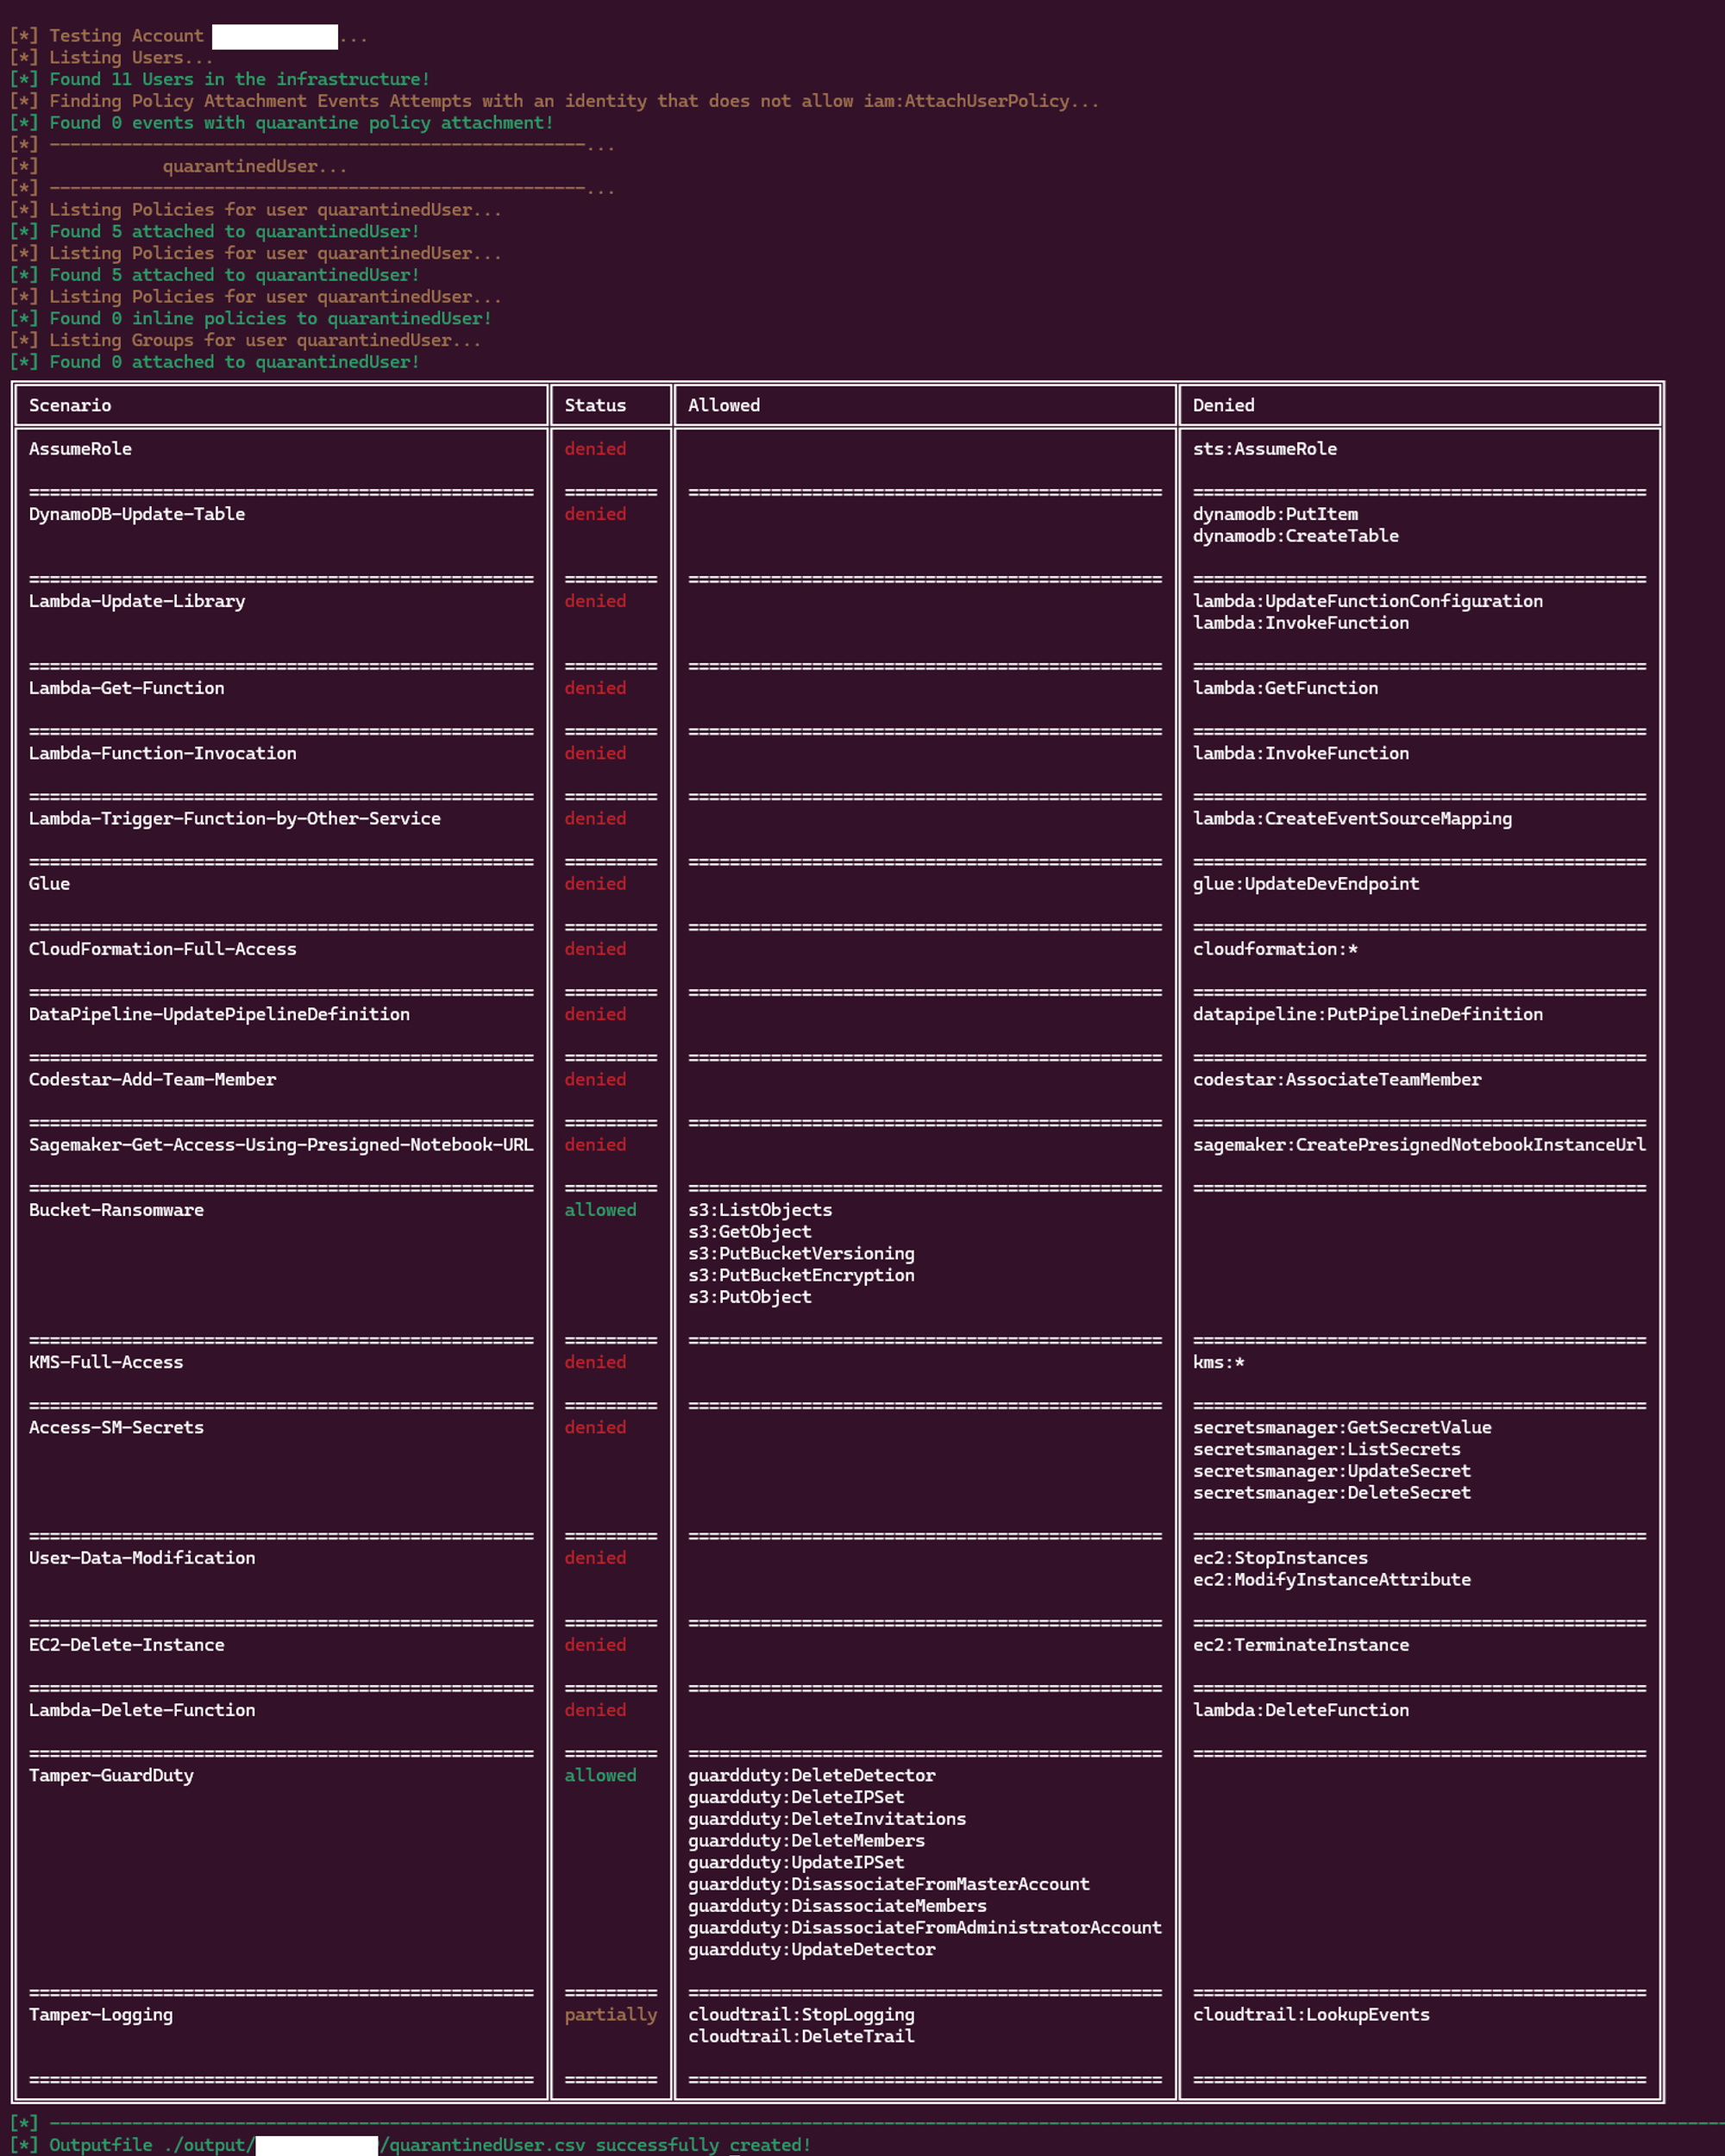 [*] Testing Account ...
[*] Listing Users...
[*] Found 11 Users in the infrastructure!
[*] Finding Policy Attachment Events Attempts with an identity that does not allow iam:AttachUserPolicy...
[*] Found 0 events with quarantine policy attachment!
[*] ----------------------------------------------------...
[*]            quarantinedUser...
[*] ----------------------------------------------------...
[*] Listing Policies for user quarantinedUser...
[*] Found 5 attached to quarantinedUser!
[*] Listing Policies for user quarantinedUser...
[*] Found 5 attached to quarantinedUser!
[*] Listing Policies for user quarantinedUser...
[*] Found 0 inline policies to quarantinedUser!
[*] Listing Groups for user quarantinedUser...
[*] Found 0 attached to quarantinedUser!
Scenario Status Allowed Denied
AssumeRole denied sts:AssumeRole
================================================= ========= ============================================== ============================================
DynamoDB-Update-Table denied dynamodb:PutItem
dynamodb:CreateTable
================================================= ========= ============================================== ============================================
Lambda-Update-Library denied lambda:UpdateFunctionConfiguration
lambda:InvokeFunction
================================================= ========= ============================================== ============================================
Lambda-Get-Function denied lambda:GetFunction
================================================= ========= ============================================== ============================================
Lambda-Function-Invocation denied lambda:InvokeFunction
================================================= ========= ============================================== ============================================
Lambda-Trigger-Function-by-Other-Service denied lambda:CreateEventSourceMapping
================================================= ========= ============================================== ============================================
Glue denied glue:UpdateDevEndpoint
================================================= ========= ============================================== ============================================
CloudFormation-Full-Access denied cloudformation:*
================================================= ========= ============================================== ============================================
DataPipeline-UpdatePipelineDefinition denied datapipeline:PutPipelineDefinition
================================================= ========= ============================================== ============================================
Codestar-Add-Team-Member denied codestar:AssociateTeamMember
================================================= ========= ============================================== ============================================
Sagemaker-Get-Access-Using-Presigned-Notebook-URL denied sagemaker:CreatePresignedNotebookInstanceUrl
================================================= ========= ============================================== ============================================
Bucket-Ransomware allowed s3:ListObjects
s3:GetObject
s3:PutBucketVersioning
s3:PutBucketEncryption
s3:PutObject
================================================= ========= ============================================== ============================================
KMS-Full-Access denied kms:*
================================================= ========= ============================================== ============================================
Access-SM-Secrets denied secretsmanager:GetSecretValue
secretsmanager:ListSecrets
secretsmanager:UpdateSecret
secretsmanager:DeleteSecret
================================================= ========= ============================================== ============================================
User-Data-Modification denied ec2:StopInstances
ec2:ModifyInstanceAttribute
================================================= ========= ============================================== ============================================
EC2-Delete-Instance denied ec2:TerminateInstance
================================================= ========= ============================================== ============================================
Lambda-Delete-Function denied lambda:DeleteFunction
================================================= ========= ============================================== ============================================
Tamper-GuardDuty allowed guardduty:DeleteDetector
guardduty:DeleteIPSet
guardduty:DeleteInvitations
guardduty:DeleteMembers
guardduty:UpdateIPSet
guardduty:DisassociateFromMasterAccount
guardduty:DisassociateMembers
guardduty:DisassociateFromAdministratorAccount
guardduty:UpdateDetector
================================================= ========= ============================================== ============================================
Tamper-Logging partially cloudtrail:StopLogging cloudtrail:LookupEvents
cloudtrail:DeleteTrail
================================================= ========= ============================================== ============================================
[*] ------------------------------------------------------------------------------------------------------------------------------------------------------------------
[*] Outputfile ./output/ /quarantinedUser.csv successfully created!